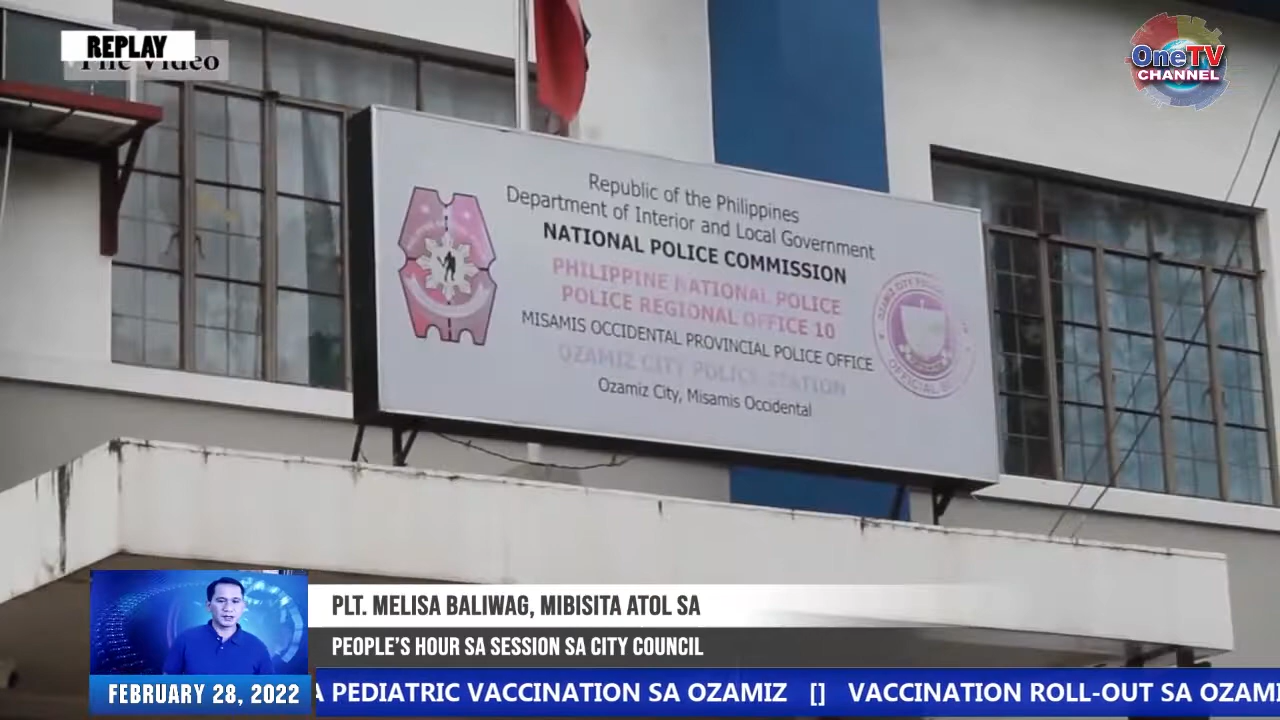 REPLAY
File Video
OneTV
CHANNEL
Republic of the Philippines
Department of Interior and Local Government
NATIONAL POLICE COMMISSION
PHILIPPINE NATIONAL POLICE
POLICE REGIONAL OFFICE 10
MISAMIS OCCIDENTAL PROVINCIAL POLICE OFFICE
OZAMIZ CITY POLICE STATION
Ozamiz City, Misamis Occidental
PLT. MELISA BALIWAG, MIBISITA ATOL SA
PEOPLE'S HOUR SA SESSION SA CITY COUNCIL
FEBRUARY 28, 2022
A PEDIATRIC VACCINATION SA OZAMIZ [] VACCINATION ROLL-OUT SA OZAMI